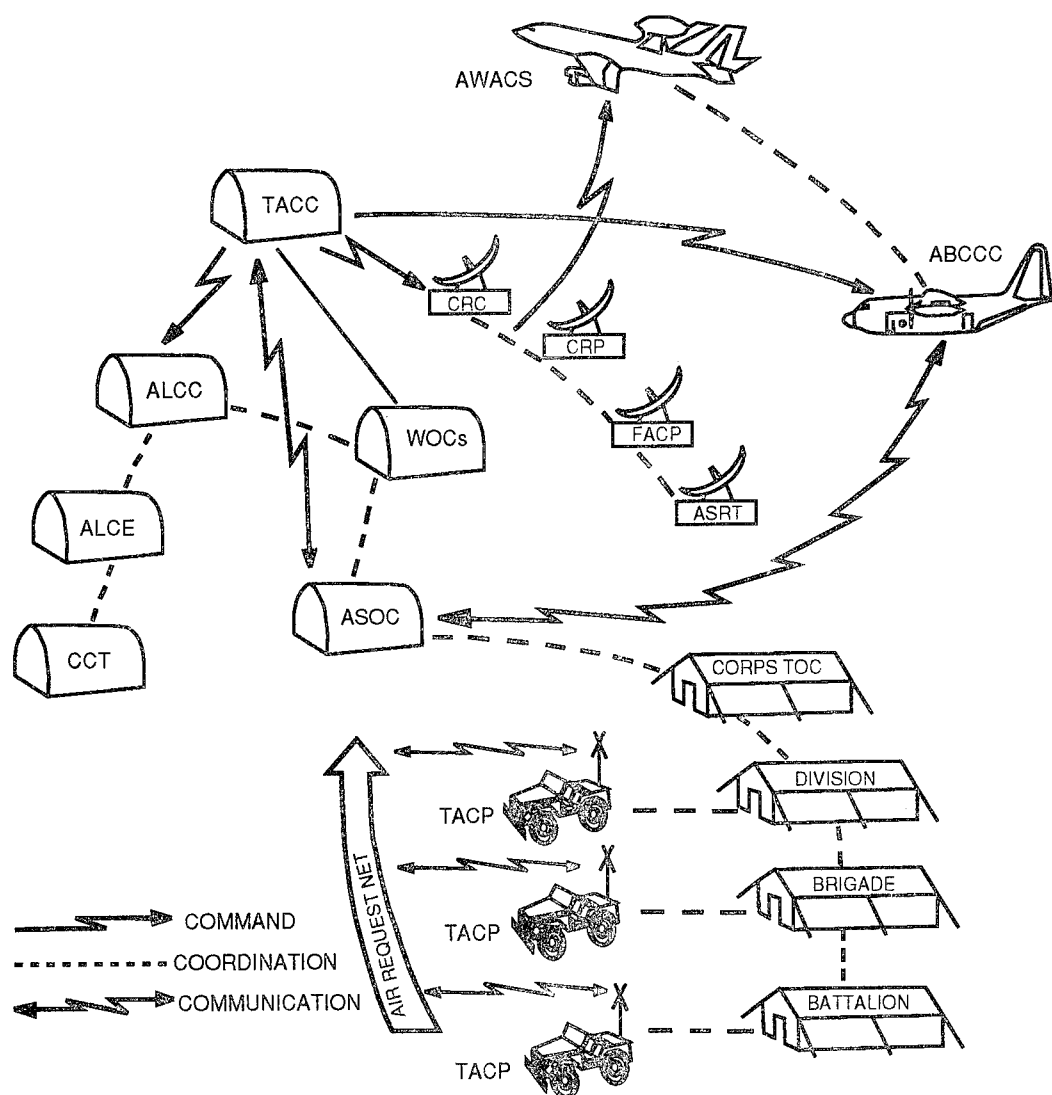 AWACS
TACC
ABCCC
CRC
CRP
ALCC
WOCs
FACP
ASRT
ALCE
ASOC
CCT
CORPS TOC
DIVISION
TACP
BRIGADE
TACP
AIR REQUEST NET
COMMAND
COORDINATION
COMMUNICATION
BATTALION
TACP